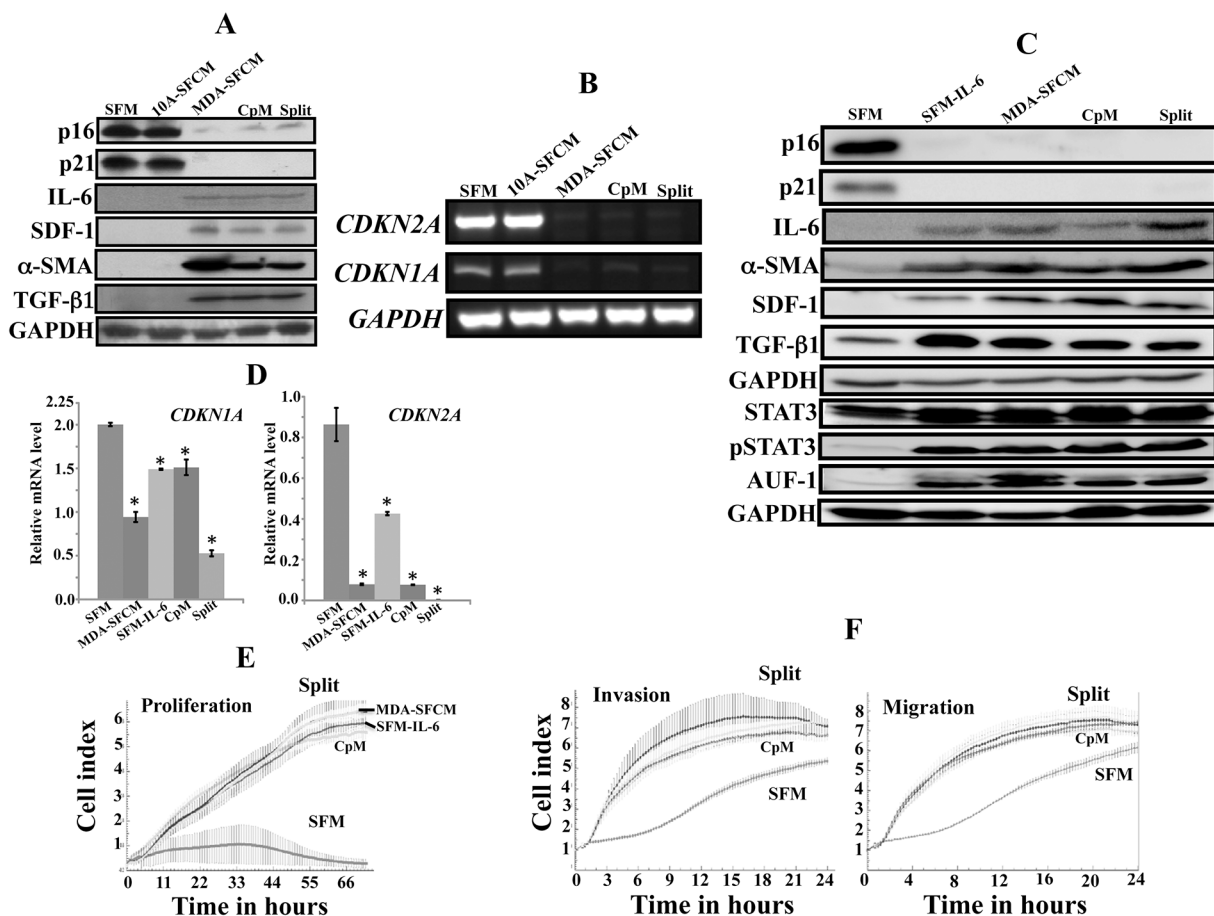 A
SFM 10A-SFCM MDA-SFCM CpM Split
p16
p21
IL-6
SDF-1
α-SMA
TGF-β1
GAPDH
B
SFM 10A-SFCM MDA-SFCM CpM Split
CDKN2A
CDKN1A
GAPDH
C
SFM SFM-IL-6 MDA-SFCM CpM Split
p16
p21
IL-6
α-SMA
SDF-1
TGF-β1
GAPDH
STAT3
pSTAT3
AUF-1
GAPDH
D
CDKN1A
Relative mRNA level
2.25
2.0
1.5
1.0
0.5
0.0
* * * *
SFM MDA-SFCM SFM-IL-6 CpM Split
CDKN2A
Relative mRNA level
1.0
0.8
0.6
0.4
0.2
0.0
* * * *
SFM MDA-SFCM SFM-IL-6 CpM Split
E
Proliferation
Split
MDA-SFCM
SFM-IL-6
CpM
SFM
Cell index
6
5
4
3
2
1
0 11 22 33 44 55 66
Time in hours
F
Invasion
Split
CpM
SFM
Cell index
8
7
6
5
4
3
2
1
0 3 6 9 12 15 18 21 24
Time in hours
Migration
Split
CpM
SFM
8
7
6
5
4
3
2
1
0 4 8 12 16 20 24
Time in hours